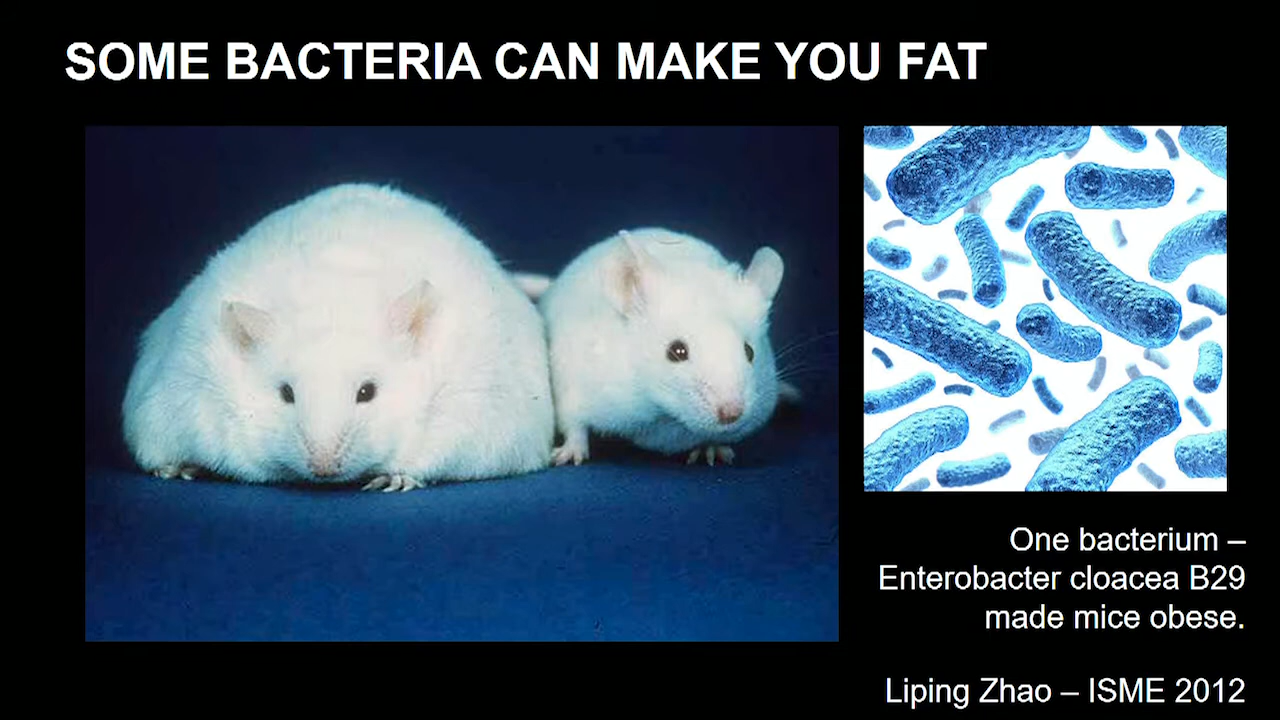 SOME BACTERIA CAN MAKE YOU FAT
One bacterium –
Enterobacter cloacea B29
made mice obese.
Liping Zhao – ISME 2012